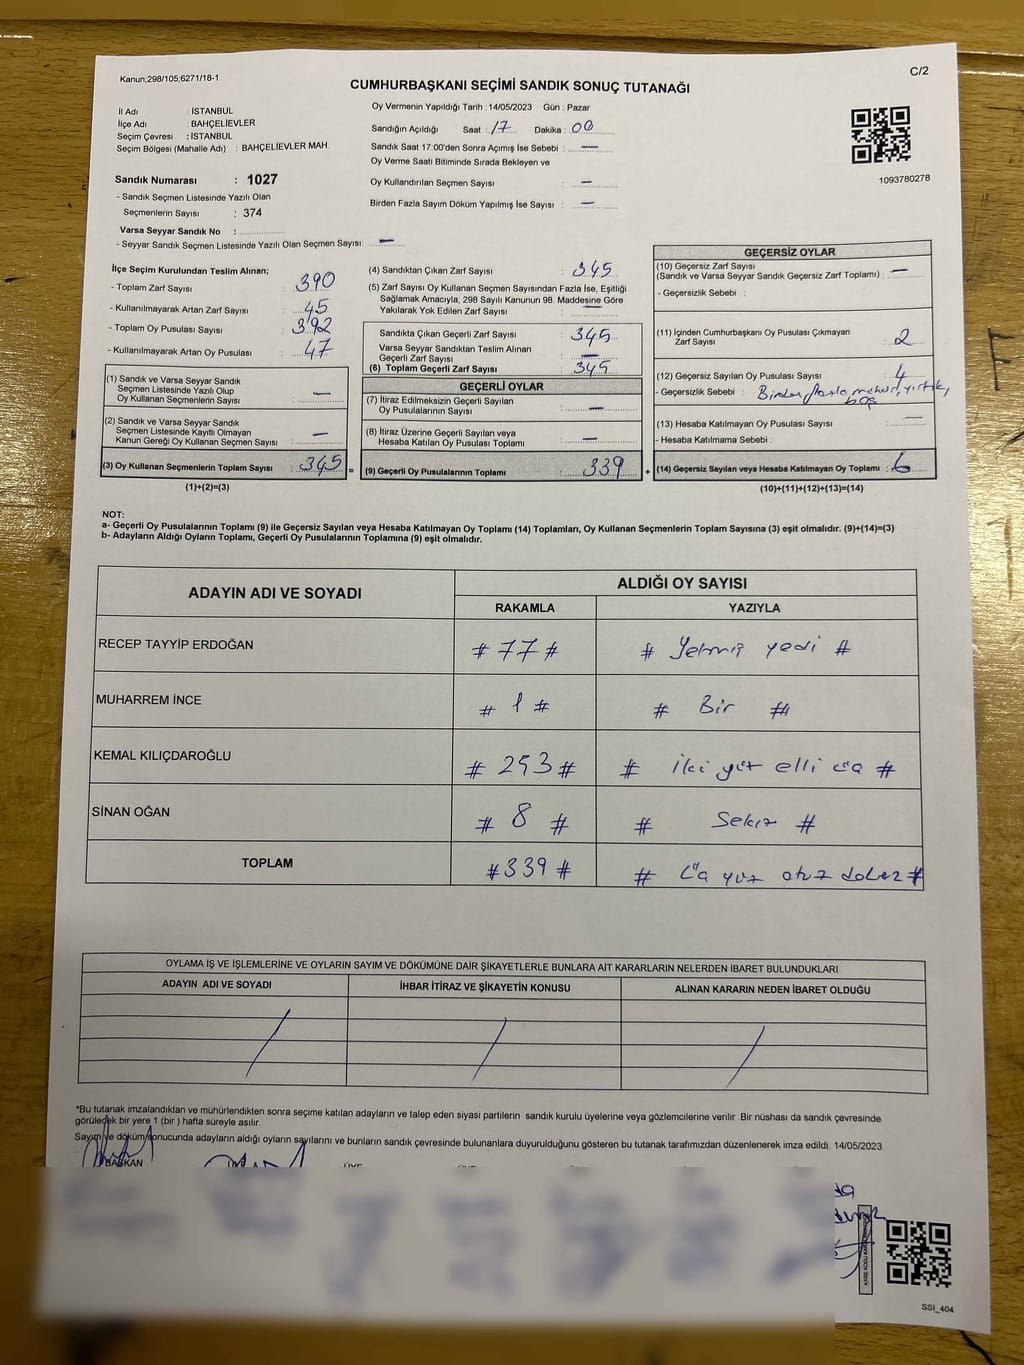 Kanun;298/105;6271/18-1
C/2
CUMHURBAŞKANI SEÇİMİ SANDIK SONUÇ TUTANAĞI
İl Adı : İSTANBUL
İlçe Adı : BAHÇELİEVLER
Seçim Çevresi : İSTANBUL
Seçim Bölgesi (Mahalle Adı) : BAHÇELİEVLER MAH.
Sandık Numarası : 1027
- Sandık Seçmen Listesinde Yazılı Olan
Seçmenlerin Sayısı : 374
Varsa Seyyar Sandık No :
- Seyyar Sandık Seçmen Listesinde Yazılı Olan Seçmen Sayısı: —
Oy Vermenin Yapıldığı Tarih : 14/05/2023 Gün : Pazar
Sandığın Açıldığı Saat : 17 Dakika : 00
Sandık Saat 17.00'den Sonra Açımış İse Sebebi : —
Oy Verme Saati Bitiminde Sırada Bekleyen ve
Oy Kullandırılan Seçmen Sayısı : —
Birden Fazla Sayım Döküm Yapılmış İse Sayısı : —
1093780278
İlçe Seçim Kurulundan Teslim Alınan;
- Toplam Zarf Sayısı : 390
- Kullanılmayarak Artan Zarf Sayısı : 45
- Toplam Oy Pusulası Sayısı : 392
- Kullanılmayarak Artan Oy Pusulası : 47
(1) Sandık ve Varsa Seyyar Sandık
Seçmen Listesinde Yazılı Olup
Oy Kullanan Seçmenlerin Sayısı : —
(2) Sandık ve Varsa Seyyar Sandık
Seçmen Listesinde Kayıtlı Olmayan
Kanun Gereği Oy Kullanan Seçmen Sayısı : —
(3) Oy Kullanan Seçmenlerin Toplam Sayısı : 345 =
(1)+(2)=(3)
(4) Sandıktan Çıkan Zarf Sayısı : 345
(5) Zarf Sayısı Oy Kullanan Seçmen Sayısından Fazla İse, Eşitliği
Sağlamak Amacıyla, 298 Sayılı Kanunun 98. Maddesine Göre
Yakılarak Yok Edilen Zarf Sayısı : —
Sandıkta Çıkan Geçerli Zarf Sayısı : 345
Varsa Seyyar Sandıktan Teslim Alınan
Geçerli Zarf Sayısı : —
(6) Toplam Geçerli Zarf Sayısı : 345
GEÇERLİ OYLAR
(7) İtiraz Edilmeksizin Geçerli Sayılan
Oy Pusulalarının Sayısı : —
(8) İtiraz Üzerine Geçerli Sayılan veya
Hesaba Katılan Oy Pusulası Toplamı : —
(9) Geçerli Oy Pusulalarının Toplamı : 339 +
GEÇERSİZ OYLAR
(10) Geçersiz Zarf Sayısı
(Sandık ve Varsa Seyyar Sandık Geçersiz Zarf Toplamı) : —
- Geçersizlik Sebebi :
(11) İçinden Cumhurbaşkanı Oy Pusulası Çıkmayan
Zarf Sayısı : 2
(12) Geçersiz Sayılan Oy Pusulası Sayısı : 4
- Geçersizlik Sebebi : Birden fazla mühür, yırtık,
boş
(13) Hesaba Katılmayan Oy Pusulası Sayısı : —
- Hesaba Katılmama Sebebi :
(14) Geçersiz Sayılan veya Hesaba Katılmayan Oy Toplamı : 6
(10)+(11)+(12)+(13)=(14)
NOT:
a- Geçerli Oy Pusulalarının Toplamı (9) ile Geçersiz Sayılan veya Hesaba Katılmayan Oy Toplamı (14) Toplamları, Oy Kullanan Seçmenlerin Toplam Sayısına (3) eşit olmalıdır. (9)+(14)=(3)
b- Adayların Aldığı Oyların Toplamı, Geçerli Oy Pusulalarının Toplamına (9) eşit olmalıdır.
ADAYIN ADI VE SOYADI
ALDIĞI OY SAYISI
RAKAMLA YAZIYLA
RECEP TAYYİP ERDOĞAN # 77 # # Yetmiş yedi #
MUHARREM İNCE # 1 # # Bir #
KEMAL KILIÇDAROĞLU # 253 # # iki yüz elli üç #
SİNAN OĞAN # 8 # # Sekiz #
TOPLAM # 339 # # Üç yüz otuz dokuz #
OYLAMA İŞ VE İŞLEMLERİNE VE OYLARIN SAYIM VE DÖKÜMÜNE DAİR ŞİKAYETLERLE BUNLARA AİT KARARLARIN NELERDEN İBARET BULUNDUKLARI
ADAYIN ADI VE SOYADI İHBAR İTİRAZ VE ŞİKAYETİN KONUSU ALINAN KARARIN NEDEN İBARET OLDUĞU
*Bu tutanak imzalandıktan ve mühürlendikten sonra seçime katılan adayların ve talep eden siyasi partilerin sandık kurulu üyelerine veya gözlemcilerine verilir .Bir nüshası da sandık çevresinde
görülecek bir yere 1 (bir ) hafta süreyle asılır.
Sayım ve döküm sonucunda adayların aldığı oyların sayılarını ve bunların sandık çevresinde bulunanlara duyurulduğunu gösteren bu tutanak tarafımızdan düzenlenerek imza edildi. 14/05/2023
BAŞKAN
SSI_404